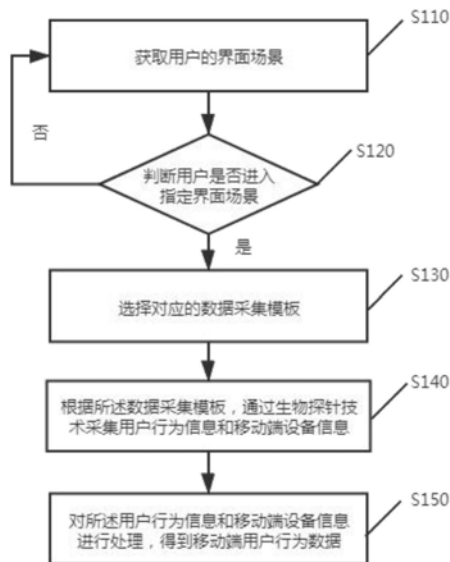 S110
获取用户的界面场景
否
S120
判断用户是否进入
指定界面场景
是
S130
选择对应的数据采集模板
S140
根据所述数据采集模板，通过生物探针技
术采集用户行为信息和移动端设备信息
S150
对所述用户行为信息和移动端设备信息
进行处理，得到移动端用户行为数据